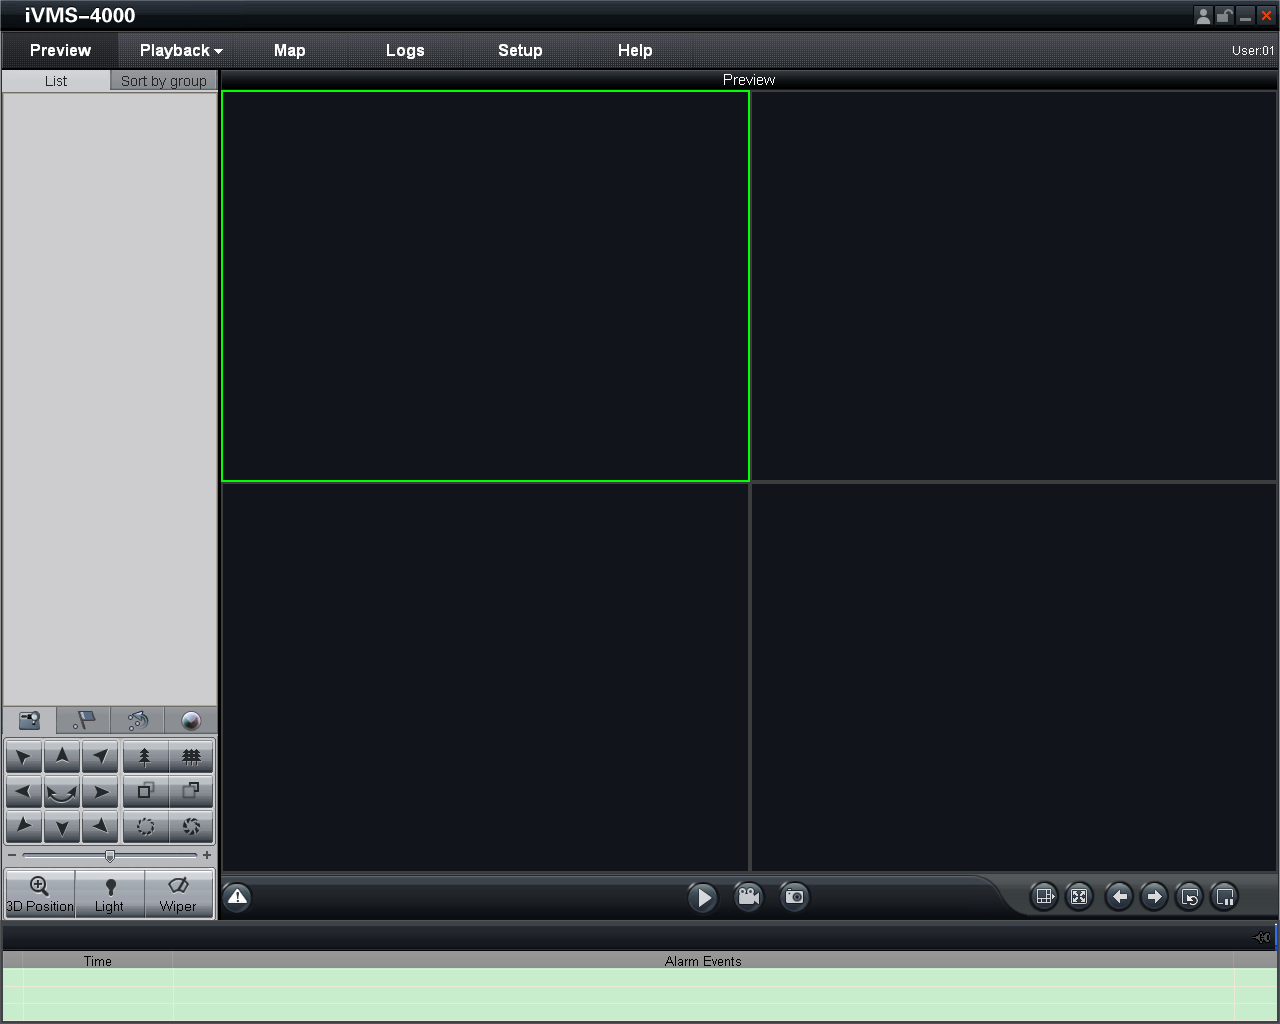 iVMS-4000
Preview Playback Map Logs Setup Help User:01
List Sort by group Preview
3D Position Light Wiper
Time Alarm Events